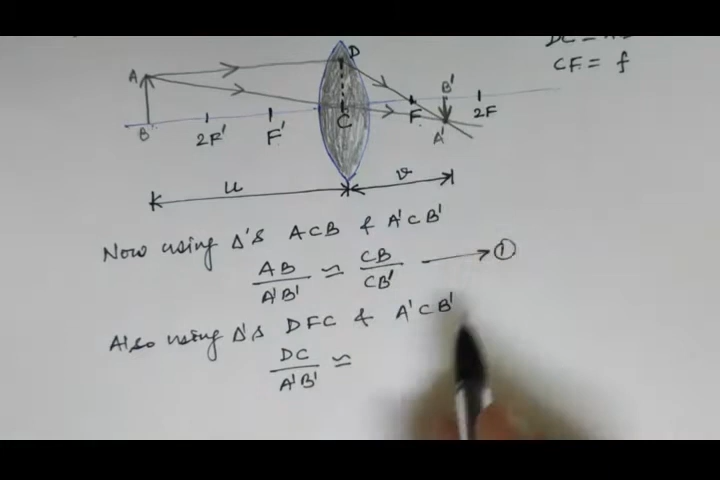 CF = f
A
D
B'
B
2F'
F'
C
F
A'
2F
u
v
Now using Δ's ACB & A'CB'
AB/A'B' ≃ CB/CB' → ①
Also using Δ's DFC & A'CB'
DC/A'B' ≃